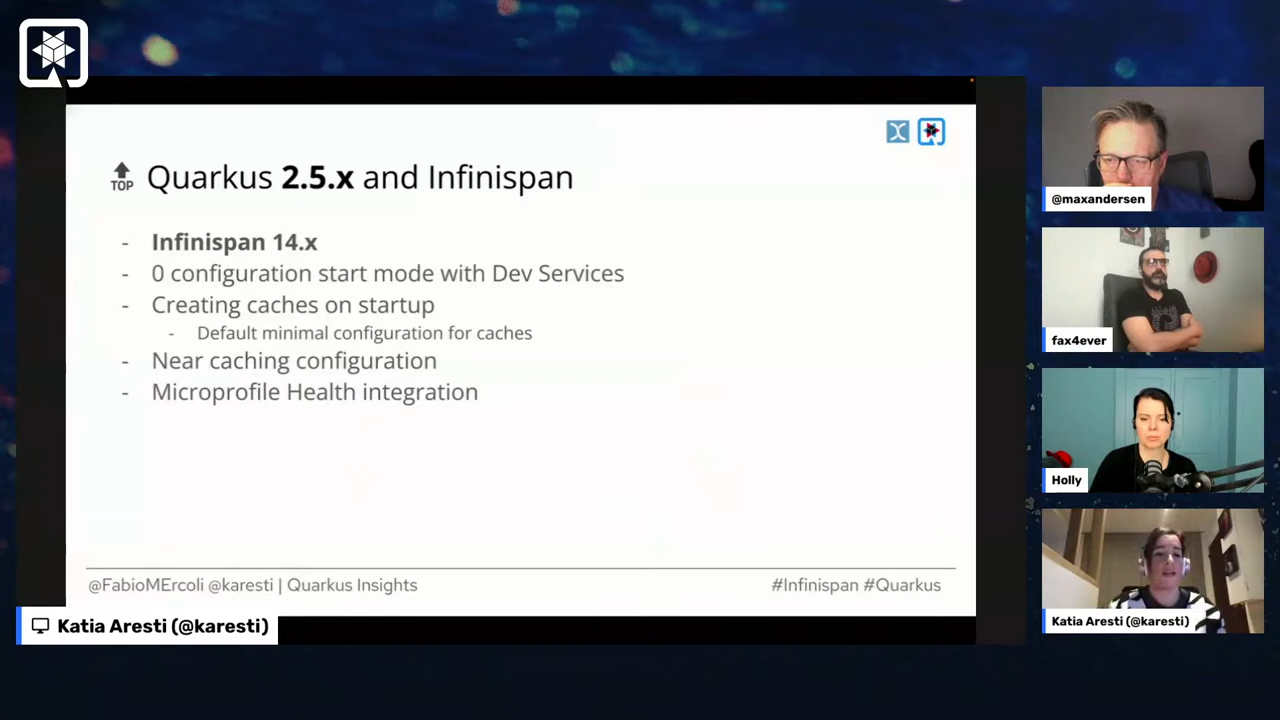 TOP
Quarkus 2.5.x and Infinispan
- Infinispan 14.x
- 0 configuration start mode with Dev Services
- Creating caches on startup
- Default minimal configuration for caches
- Near caching configuration
- Microprofile Health integration
@FabioMErcoli @karesti | Quarkus Insights
#Infinispan #Quarkus
Katia Aresti (@karesti)
@maxandersen
fax4ever
Holly
Katia Aresti (@karesti)